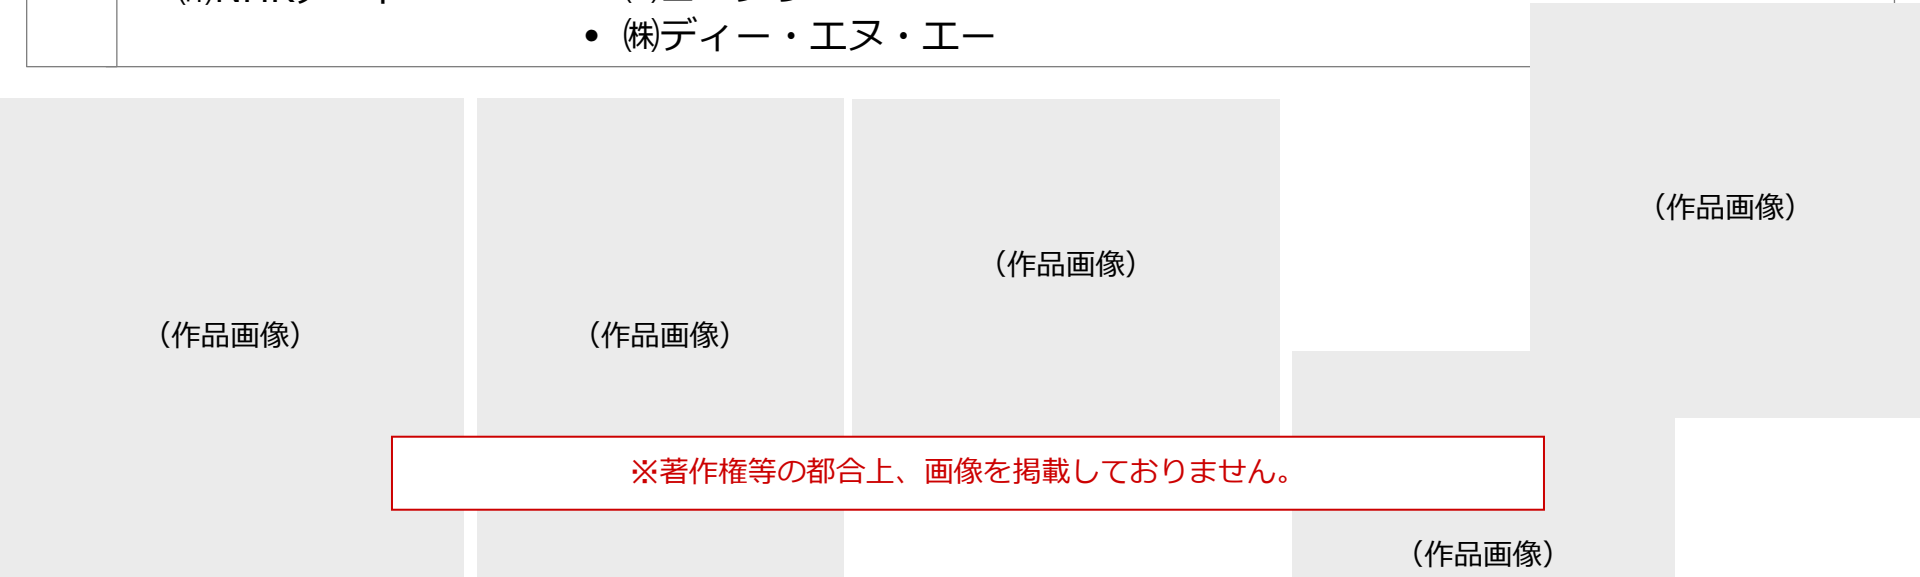 • ㈱ディー・エヌ・エー
（作品画像）
（作品画像）
（作品画像）
（作品画像）
※著作権等の都合上、画像を掲載しておりません。
（作品画像）